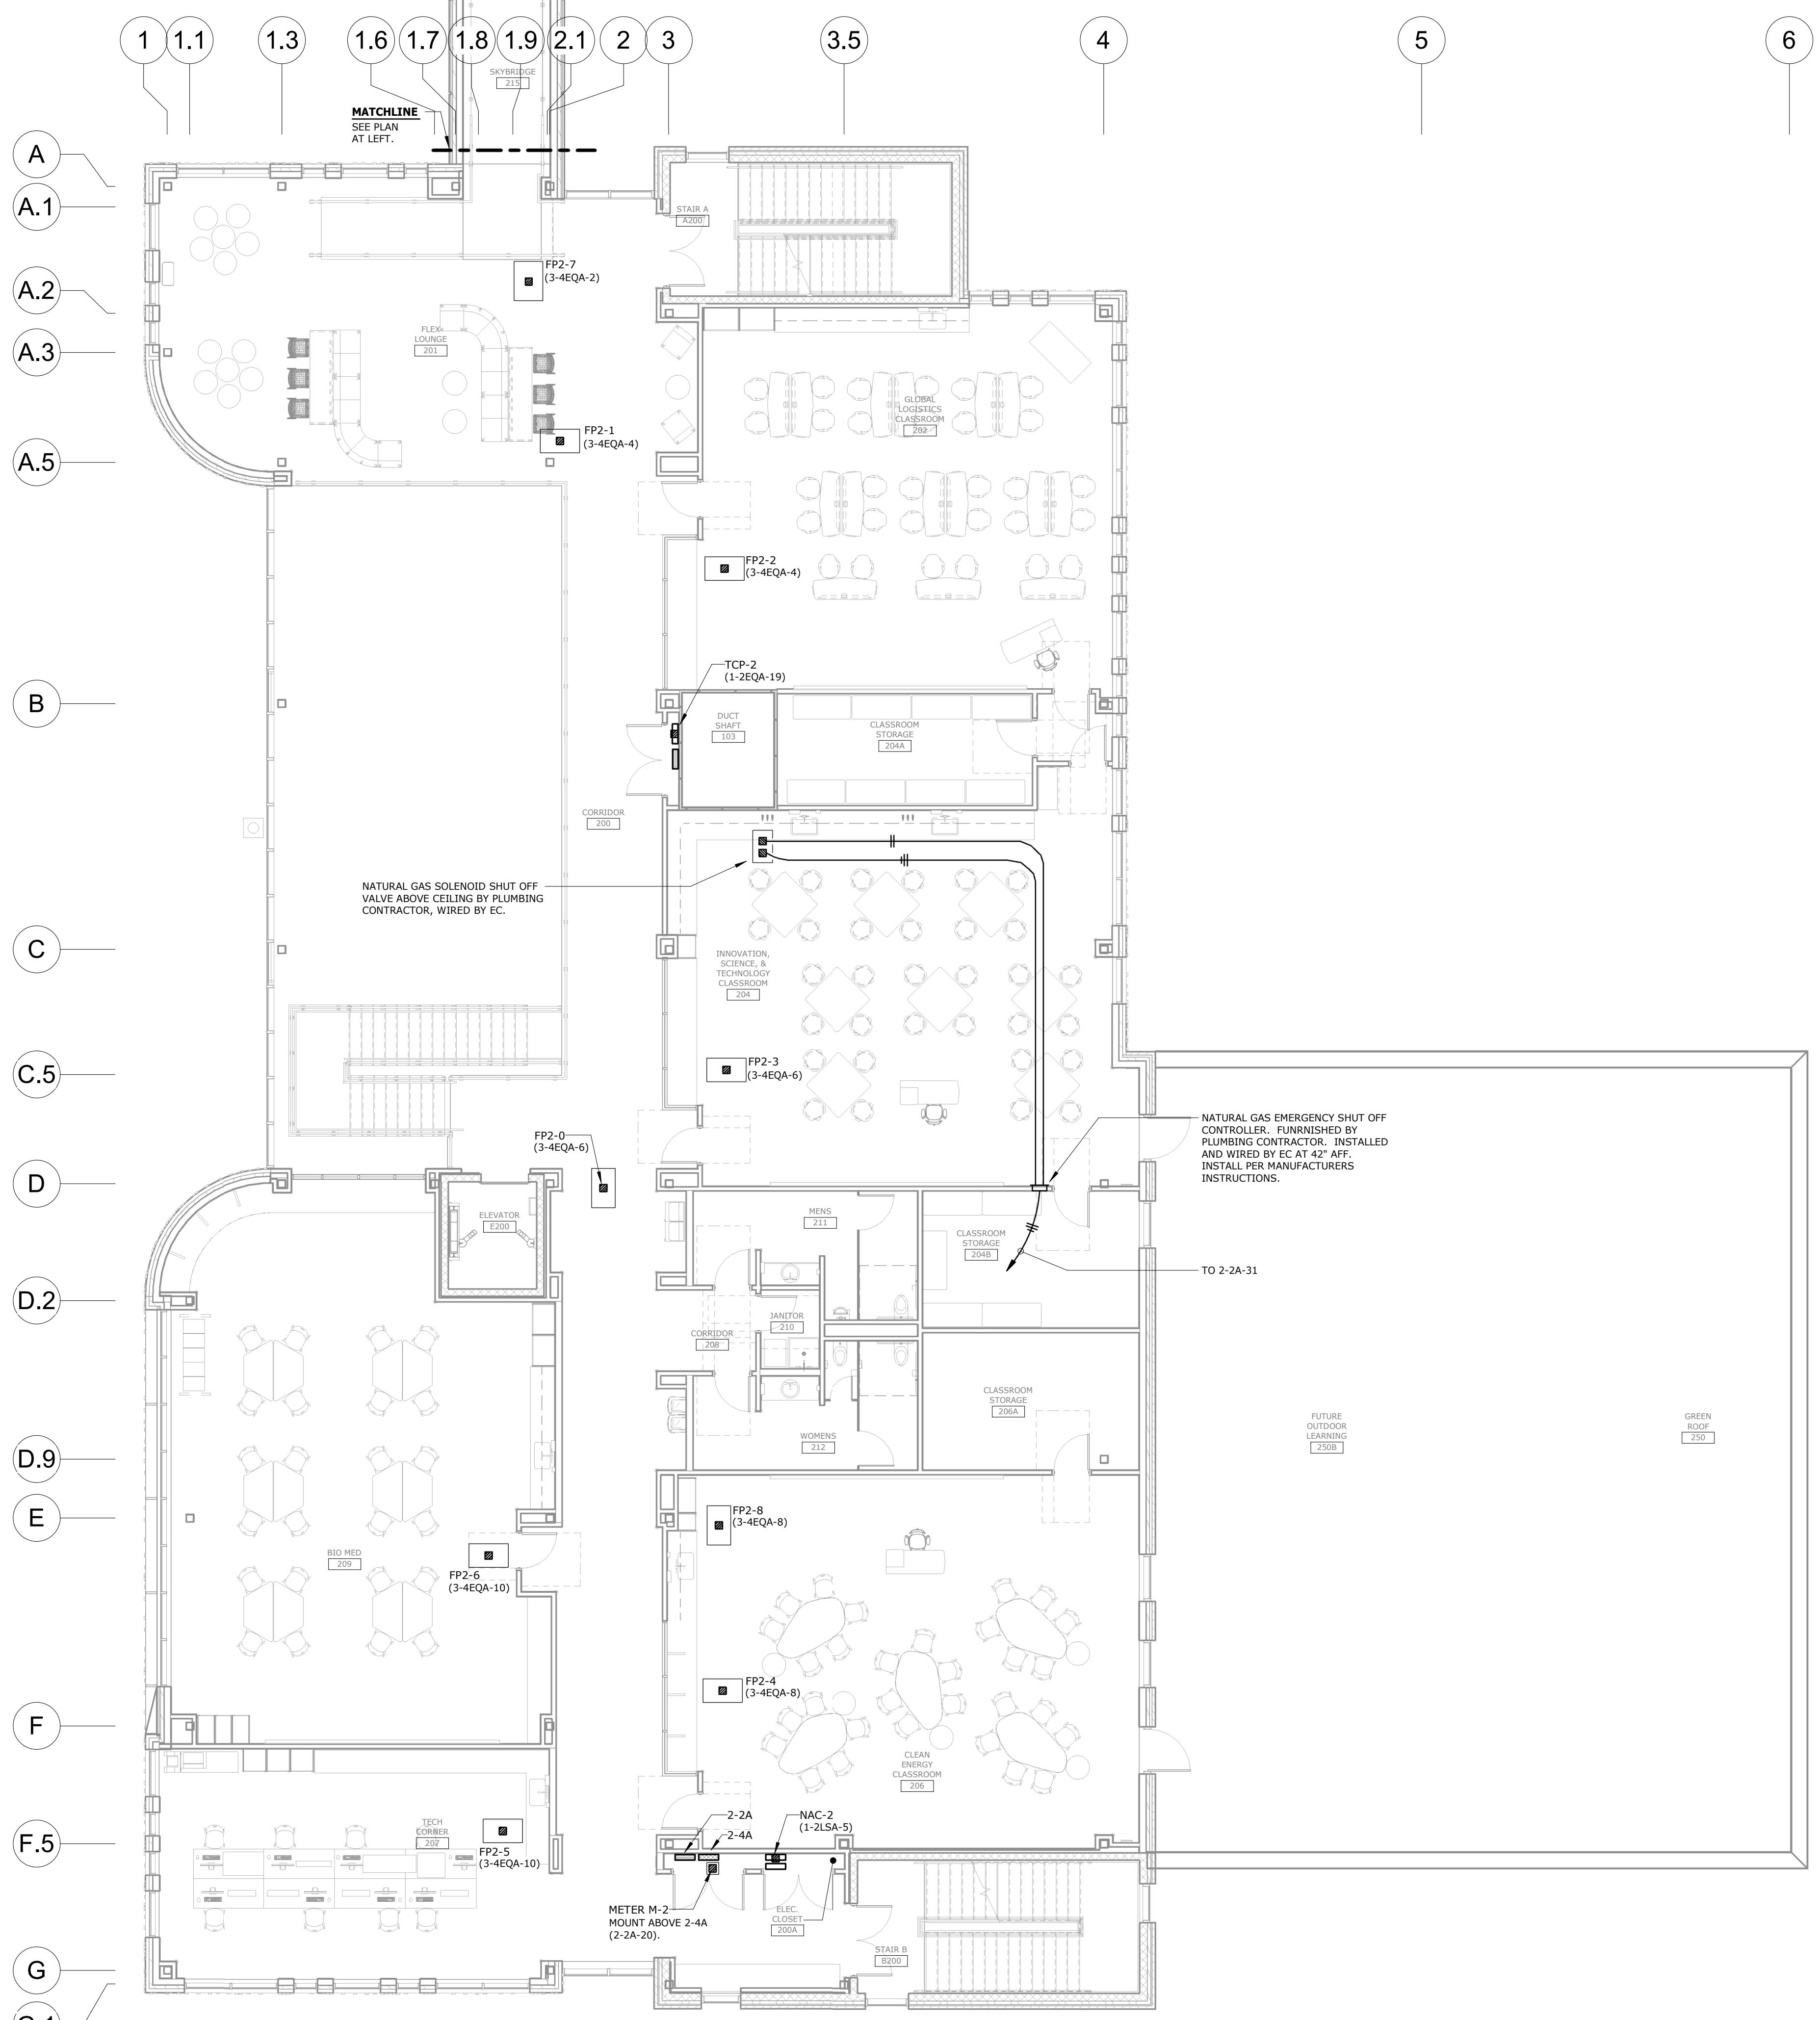 1
1.1
1.3
1.6
1.7
1.8
1.9
2.1
2
3
3.5
4
5
6
SKYBRIDGE
215
MATCHLINE
SEE PLAN
AT LEFT.
A
A.1
A.2
A.3
A.5
B
C
C.5
D
D.2
D.9
E
F
F.5
G
STAIR A
A200
FP2-7
(3-4EQA-2)
FLEX
LOUNGE
201
GLOBAL
LOGISTICS
CLASSROOM
202
FP2-1
(3-4EQA-4)
FP2-2
(3-4EQA-4)
TCP-2
(1-2EQA-19)
DUCT
SHAFT
103
CLASSROOM
STORAGE
204A
CORRIDOR
200
NATURAL GAS SOLENOID SHUT OFF
VALVE ABOVE CEILING BY PLUMBING
CONTRACTOR, WIRED BY EC.
INNOVATION,
SCIENCE, &
TECHNOLOGY
CLASSROOM
204
FP2-3
(3-4EQA-6)
NATURAL GAS EMERGENCY SHUT OFF
CONTROLLER. FUNRNISHED BY
PLUMBING CONTRACTOR. INSTALLED
AND WIRED BY EC AT 42" AFF.
INSTALL PER MANUFACTURERS
INSTRUCTIONS.
FP2-0
(3-4EQA-6)
ELEVATOR
E200
MENS
211
CLASSROOM
STORAGE
204B
TO 2-2A-31
JANITOR
210
CORRIDOR
208
CLASSROOM
STORAGE
206A
WOMENS
212
FUTURE
OUTDOOR
LEARNING
250B
GREEN
ROOF
250
FP2-8
(3-4EQA-8)
BIO MED
209
FP2-6
(3-4EQA-10)
FP2-4
(3-4EQA-8)
CLEAN
ENERGY
CLASSROOM
206
TECH
CORNER
207
FP2-5
(3-4EQA-10)
2-2A
2-4A
NAC-2
(1-2LSA-5)
METER M-2
MOUNT ABOVE 2-4A
(2-2A-20).
ELEC.
CLOSET
200A
STAIR B
B200